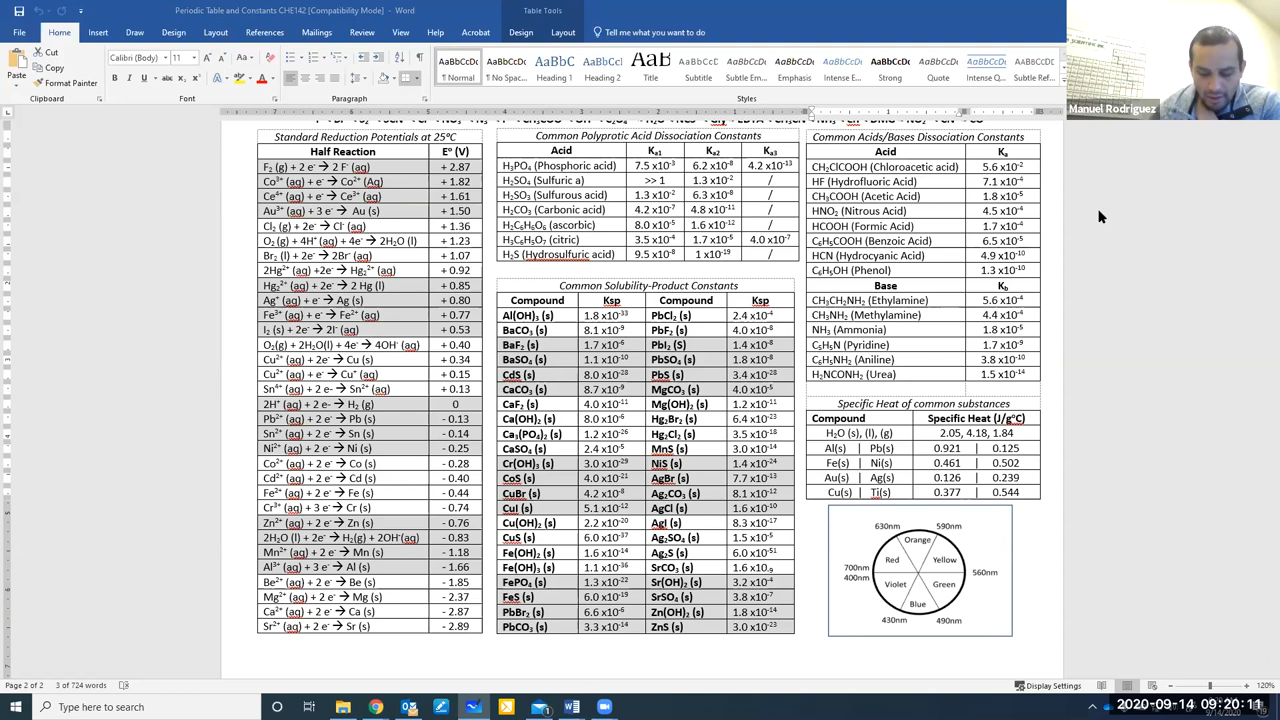 Periodic Table and Constants CHE142 [Compatibility Mode] - Word
Table Tools
File Home Insert Draw Design Layout References Mailings Review View Help Acrobat Design Layout Tell me what you want to do
Cut
Copy
Format Painter
Paste
Calibri (Body) 11
Normal
¶ No Spac...
Heading 1
Heading 2
Title
Subtitle
Subtle Em...
Emphasis
Intense E...
Strong
Quote
Intense Q...
Subtle Ref...
Clipboard Font Paragraph Styles
Manuel Rodriguez
Standard Reduction Potentials at 25°C
Half Reaction E° (V)
F₂ (g) + 2 e⁻ → 2 F⁻ (aq) + 2.87
Co³⁺ (aq) + e⁻ → Co²⁺ (Aq) + 1.82
Ce⁴⁺ (aq) + e⁻ → Ce³⁺ (aq) + 1.61
Au³⁺ (aq) + 3 e⁻ → Au (s) + 1.50
Cl₂ (g) + 2e⁻ → Cl⁻ (aq) + 1.36
O₂ (g) + 4H⁺ (aq) + 4e⁻ → 2H₂O (l) + 1.23
Br₂ (l) + 2e⁻ → 2Br⁻ (aq) + 1.07
2Hg²⁺ (aq) +2e⁻ → Hg₂²⁺ (aq) + 0.92
Hg₂²⁺ (aq) + 2e⁻ → 2 Hg (l) + 0.85
Ag⁺ (aq) + e⁻ → Ag (s) + 0.80
Fe³⁺ (aq) + e⁻ → Fe²⁺ (aq) + 0.77
I₂ (s) + 2e⁻ → 2I⁻ (aq) + 0.53
O₂(g) + 2H₂O(l) + 4e⁻ → 4OH⁻ (aq) + 0.40
Cu²⁺ (aq) + 2e⁻ → Cu (s) + 0.34
Cu²⁺ (aq) + e⁻ → Cu⁺ (aq) + 0.15
Sn⁴⁺ (aq) + 2 e- → Sn²⁺ (aq) + 0.13
2H⁺ (aq) + 2 e- → H₂ (g) 0
Pb²⁺ (aq) + 2 e⁻ → Pb (s) - 0.13
Sn²⁺ (aq) + 2 e⁻ → Sn (s) - 0.14
Ni²⁺ (aq) + 2 e⁻ → Ni (s) - 0.25
Co²⁺ (aq) + 2 e⁻ → Co (s) - 0.28
Cd²⁺ (aq) + 2 e⁻ → Cd (s) - 0.40
Fe²⁺ (aq) + 2 e⁻ → Fe (s) - 0.44
Cr³⁺ (aq) + 3 e⁻ → Cr (s) - 0.74
Zn²⁺ (aq) + 2 e⁻ → Zn (s) - 0.76
2H₂O (l) + 2 e⁻ → H₂(g) + 2OH⁻(aq) - 0.83
Mn²⁺ (aq) + 2 e⁻ → Mn (s) - 1.18
Al³⁺ (aq) + 3 e⁻ → Al (s) - 1.66
Be²⁺ (aq) + 2 e⁻ → Be (s) - 1.85
Mg²⁺ (aq) + 2 e⁻ → Mg (s) - 2.37
Ca²⁺ (aq) + 2 e⁻ → Ca (s) - 2.87
Sr²⁺ (aq) + 2 e⁻ → Sr (s) - 2.89
Common Polyprotic Acid Dissociation Constants
Acid Ka1 Ka2 Ka3
H₃PO₄ (Phosphoric acid) 7.5 x10⁻³ 6.2 x10⁻⁸ 4.2 x10⁻¹³
H₂SO₄ (Sulfuric a) >> 1 1.3 x10⁻² /
H₂SO₃ (Sulfurous acid) 1.3 x10⁻² 6.3 x10⁻⁸ /
H₂CO₃ (Carbonic acid) 4.2 x10⁻⁷ 4.8 x10⁻¹¹ /
H₂C₆H₆O₆ (ascorbic) 8.0 x10⁻⁵ 1.6 x10⁻¹² /
H₃C₆H₅O₇ (citric) 3.5 x10⁻⁴ 1.7 x10⁻⁵ 4.0 x10⁻⁷
H₂S (Hydrosulfuric acid) 9.5 x10⁻⁸ 1 x10⁻¹⁹ /
Common Solubility-Product Constants
Compound Ksp Compound Ksp
Al(OH)₃ (s) 1.8 x10⁻³³ PbCl₂ (s) 2.4 x10⁻⁴
BaCO₃ (s) 8.1 x10⁻⁹ PbF₂ (s) 4.0 x10⁻⁸
BaF₂ (s) 1.7 x10⁻⁶ PbI₂ (S) 1.4 x10⁻⁸
BaSO₄ (s) 1.1 x10⁻¹⁰ PbSO₄ (s) 1.8 x10⁻⁸
CdS (s) 8.0 x10⁻²⁸ PbS (s) 3.4 x10⁻²⁸
CaCO₃ (s) 8.7 x10⁻⁹ MgCO₃ (s) 4.0 x10⁻⁵
CaF₂ (s) 4.0 x10⁻¹¹ Mg(OH)₂ (s) 1.2 x10⁻¹¹
Ca(OH)₂ (s) 8.0 x10⁻⁶ Hg₂Br₂ (s) 6.4 x10⁻²³
Ca₃(PO₄)₂ (s) 1.2 x10⁻²⁶ Hg₂Cl₂ (s) 3.5 x10⁻¹⁸
CaSO₄ (s) 2.4 x10⁻⁵ MnS (s) 3.0 x10⁻¹⁴
Cr(OH)₃ (s) 3.0 x10⁻²⁹ NiS (s) 1.4 x10⁻²⁴
CoS (s) 4.0 x10⁻²¹ AgBr (s) 7.7 x10⁻¹³
CuBr (s) 4.2 x10⁻⁸ Ag₂CO₃ (s) 8.1 x10⁻¹²
CuI (s) 5.1 x10⁻¹² AgCl (s) 1.6 x10⁻¹⁰
Cu(OH)₂ (s) 2.2 x10⁻²⁰ AgI (s) 8.3 x10⁻¹⁷
CuS (s) 6.0 x10⁻³⁷ Ag₂SO₄ (s) 1.5 x10⁻⁵
Fe(OH)₂ (s) 1.6 x10⁻¹⁴ Ag₂S (s) 6.0 x10⁻⁵¹
Fe(OH)₃ (s) 1.1 x10⁻³⁶ SrCO₃ (s) 1.6 x10₋₉
FePO₄ (s) 1.3 x10⁻²² Sr(OH)₂ (s) 3.2 x10⁻⁴
FeS (s) 6.0 x10⁻¹⁹ SrSO₄ (s) 3.8 x10⁻⁷
PbBr₂ (s) 6.6 x10⁻⁶ Zn(OH)₂ (s) 1.8 x10⁻¹⁴
PbCO₃ (s) 3.3 x10⁻¹⁴ ZnS (s) 3.0 x10⁻²³
Common Acids/Bases Dissociation Constants
Acid Ka
CH₂ClCOOH (Chloroacetic acid) 5.6 x10⁻²
HF (Hydrofluoric Acid) 7.1 x10⁻⁴
CH₃COOH (Acetic Acid) 1.8 x10⁻⁵
HNO₂ (Nitrous Acid) 4.5 x10⁻⁴
HCOOH (Formic Acid) 1.7 x10⁻⁴
C₆H₅COOH (Benzoic Acid) 6.5 x10⁻⁵
HCN (Hydrocyanic Acid) 4.9 x10⁻¹⁰
C₆H₅OH (Phenol) 1.3 x10⁻¹⁰
Base Kb
CH₃CH₂NH₂ (Ethylamine) 5.6 x10⁻⁴
CH₃NH₂ (Methylamine) 4.4 x10⁻⁴
NH₃ (Ammonia) 1.8 x10⁻⁵
C₅H₅N (Pyridine) 1.7 x10⁻⁹
C₆H₅NH₂ (Aniline) 3.8 x10⁻¹⁰
H₂NCONH₂ (Urea) 1.5 x10⁻¹⁴
Specific Heat of common substances
Compound Specific Heat (J/g°C)
H₂O (s), (l), (g) 2.05, 4.18, 1.84
Al(s) | Pb(s) 0.921 | 0.125
Fe(s) | Ni(s) 0.461 | 0.502
Au(s) | Ag(s) 0.126 | 0.239
Cu(s) | Ti(s) 0.377 | 0.544
630nm 590nm
Orange
Red Yellow
700nm
400nm
560nm
Violet Green
Blue
430nm 490nm
Page 2 of 2 3 of 724 words
Display Settings
120%
Type here to search
2020-09-14 09:20:11